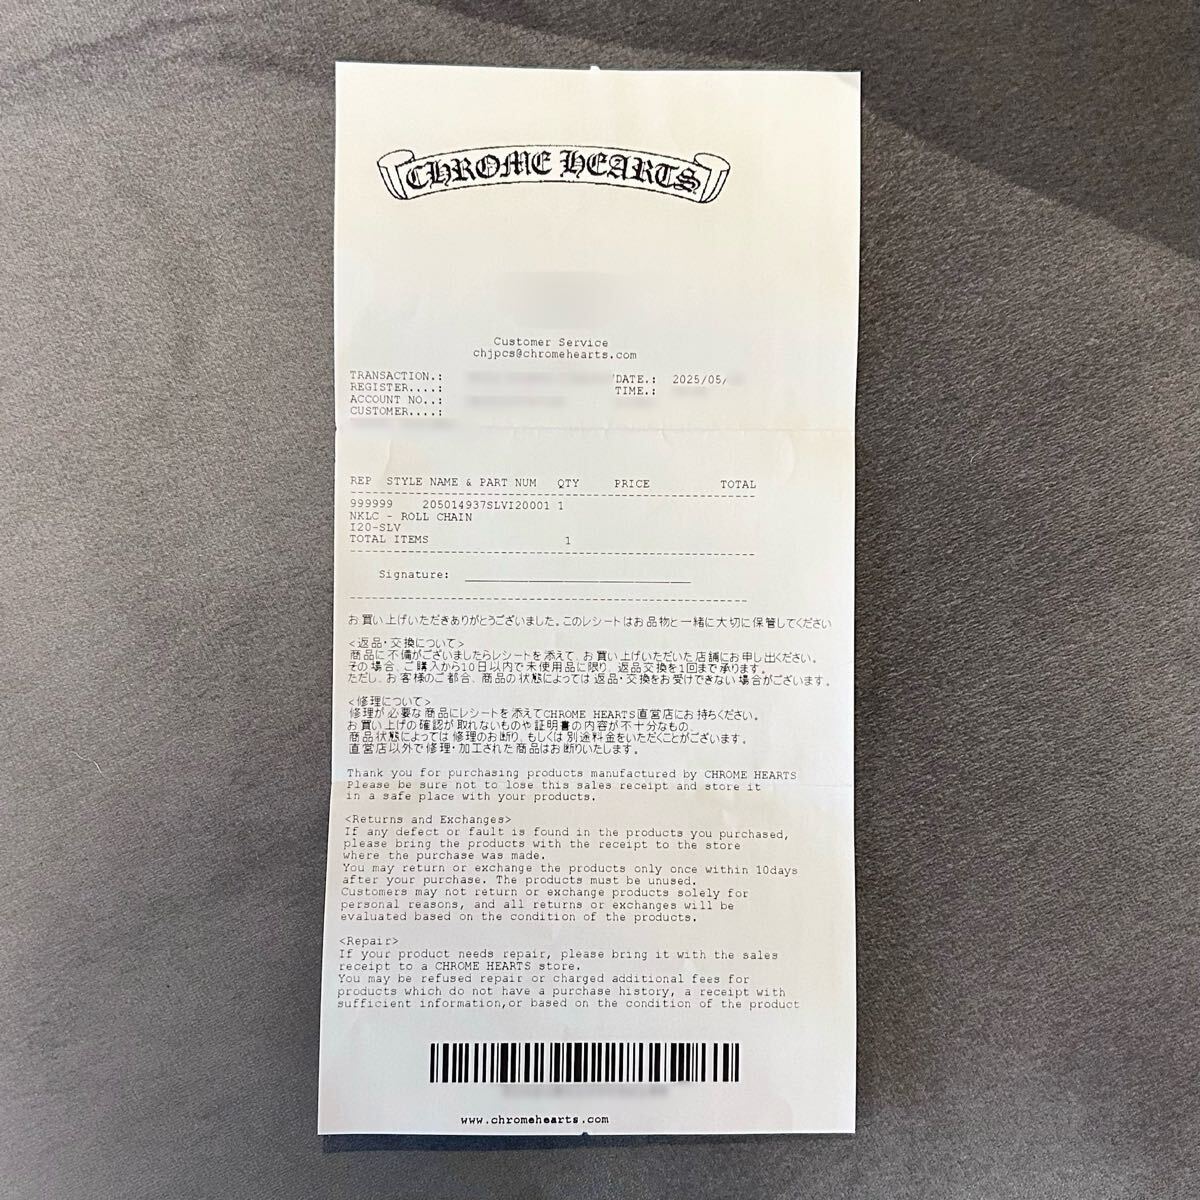 CHROME HEARTS
Customer Service
chjpcs@chromehearts.com
TRANSACTION.:
DATE.: 2025/05/
REGISTER....:
TIME.:
ACCOUNT NO..:
CUSTOMER....:
REP STYLE NAME & PART NUM QTY PRICE TOTAL
999999 205014937SLVI20001 1
NKLC - ROLL CHAIN
I20-SLV
TOTAL ITEMS 1
Signature:
お買い上げいただきありがとうございました。このレシートはお品物と一緒に大切に保管してください
<返品・交換について>
商品に不備がございましたらレシートを添えて、お買い上げいただいた店舗にお申し出ください。
その場合、ご購入から10日以内で未使用品に限り、返品交換を1回まで承ります。
ただし、お客様のご都合、商品の状態によっては返品・交換をお受けできない場合がございます。
<修理について>
修理が必要な商品にレシートを添えてCHROME HEARTS直営店にお持ちください。
お買い上げの確認が取れないものや証明書の内容が不十分なもの、
商品状態によっては修理のお断り、もしくは別途料金をいただくことがございます。
直営店以外で修理・加工された商品はお断りいたします。
Thank you for purchasing products manufactured by CHROME HEARTS
Please be sure not to lose this sales receipt and store it
in a safe place with your products.
<Returns and Exchanges>
If any defect or fault is found in the products you purchased,
please bring the products with the receipt to the store
where the purchase was made.
You may return or exchange the products only once within 10days
after your purchase. The products must be unused.
Customers may not return or exchange products solely for
personal reasons, and all returns or exchanges will be
evaluated based on the condition of the products.
<Repair>
If your product needs repair, please bring it with the sales
receipt to a CHROME HEARTS store.
You may be refused repair or charged additional fees for
products which do not have a purchase history, a receipt with
sufficient information,or based on the condition of the product
www.chromehearts.com